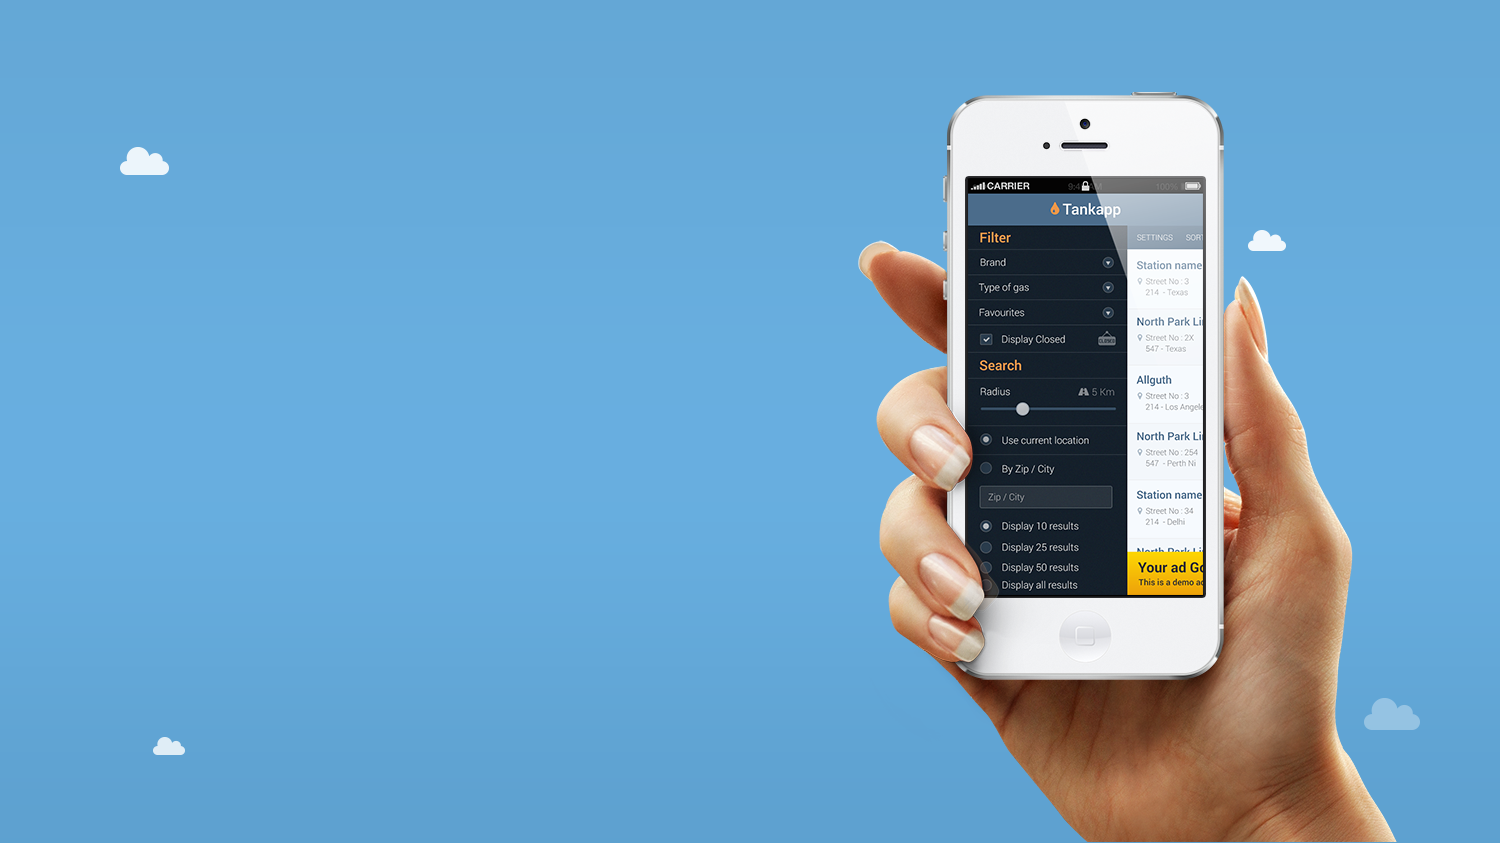 CARRIER
Tankapp
Filter
Brand
Type of gas
Favourites
Display Closed
Search
Radius 5 Km
Use current location
By Zip / City
Zip / City
Display 10 results
Display 25 results
Display 50 results
Display all results
SETTINGS SORT
Station name
Street No : 3
214 - Texas
North Park Li
Street No : 2X
547 - Texas
Allguth
Street No : 3
214 - Los Angele
North Park Li
Street No : 254
547 - Perth Ni
Station name
Street No : 34
214 - Delhi
North Park Li
Your ad Go
This is a demo ad